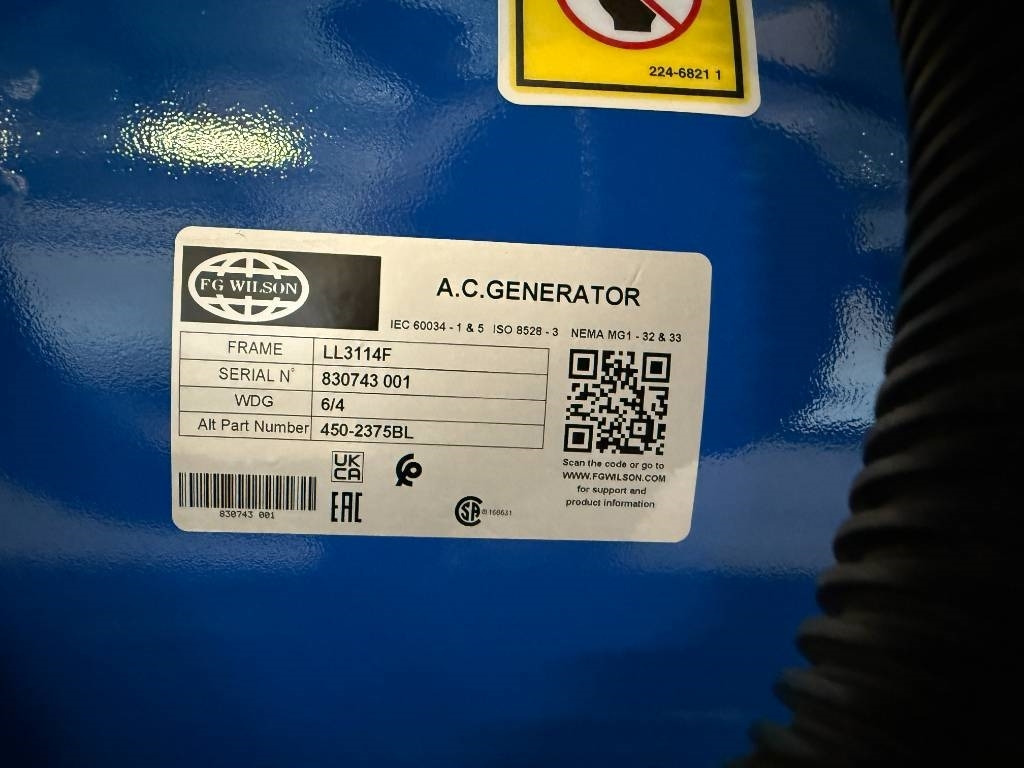 224-6821 1
FG WILSON
A.C.GENERATOR
IEC 60034 - 1 & 5 ISO 8528 - 3 NEMA MG1 - 32 & 33
FRAME LL3114F
SERIAL N° 830743 001
WDG 6/4
Alt Part Number 450-2375BL
Scan the code or go to
WWW.FGWILSON.COM
for support and
product information
UK
CA
EAC
830743 001
SA ® 168631